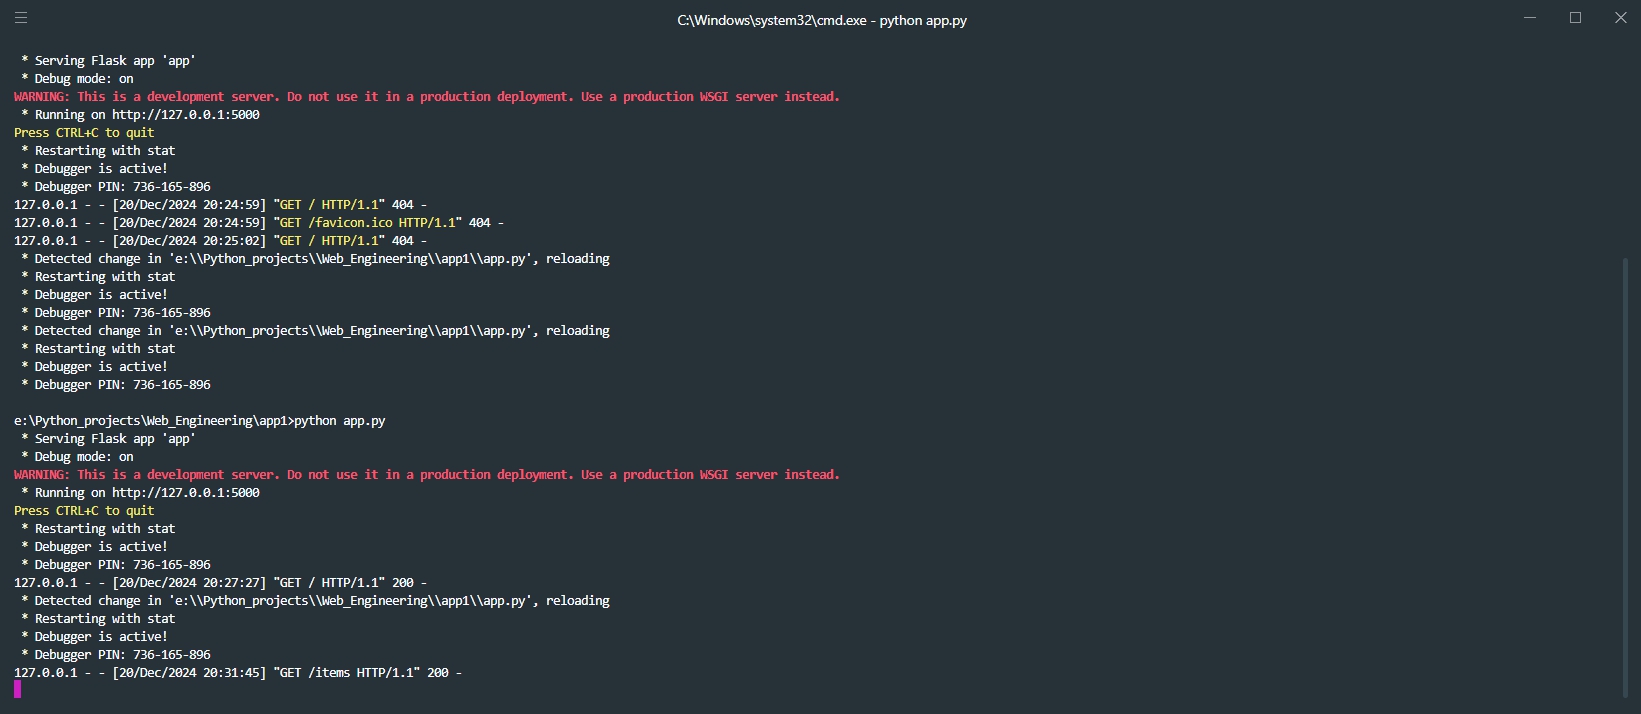 C:\Windows\system32\cmd.exe - python app.py
 * Serving Flask app 'app'
 * Debug mode: on
WARNING: This is a development server. Do not use it in a production deployment. Use a production WSGI server instead.
 * Running on http://127.0.0.1:5000
Press CTRL+C to quit
 * Restarting with stat
 * Debugger is active!
 * Debugger PIN: 736-165-896
127.0.0.1 - - [20/Dec/2024 20:24:59] "GET / HTTP/1.1" 404 -
127.0.0.1 - - [20/Dec/2024 20:24:59] "GET /favicon.ico HTTP/1.1" 404 -
127.0.0.1 - - [20/Dec/2024 20:25:02] "GET / HTTP/1.1" 404 -
 * Detected change in 'e:\\Python_projects\\Web_Engineering\\app1\\app.py', reloading
 * Restarting with stat
 * Debugger is active!
 * Debugger PIN: 736-165-896
 * Detected change in 'e:\\Python_projects\\Web_Engineering\\app1\\app.py', reloading
 * Restarting with stat
 * Debugger is active!
 * Debugger PIN: 736-165-896
e:\Python_projects\Web_Engineering\app1>python app.py
 * Serving Flask app 'app'
 * Debug mode: on
WARNING: This is a development server. Do not use it in a production deployment. Use a production WSGI server instead.
 * Running on http://127.0.0.1:5000
Press CTRL+C to quit
 * Restarting with stat
 * Debugger is active!
 * Debugger PIN: 736-165-896
127.0.0.1 - - [20/Dec/2024 20:27:27] "GET / HTTP/1.1" 200 -
 * Detected change in 'e:\\Python_projects\\Web_Engineering\\app1\\app.py', reloading
 * Restarting with stat
 * Debugger is active!
 * Debugger PIN: 736-165-896
127.0.0.1 - - [20/Dec/2024 20:31:45] "GET /items HTTP/1.1" 200 -